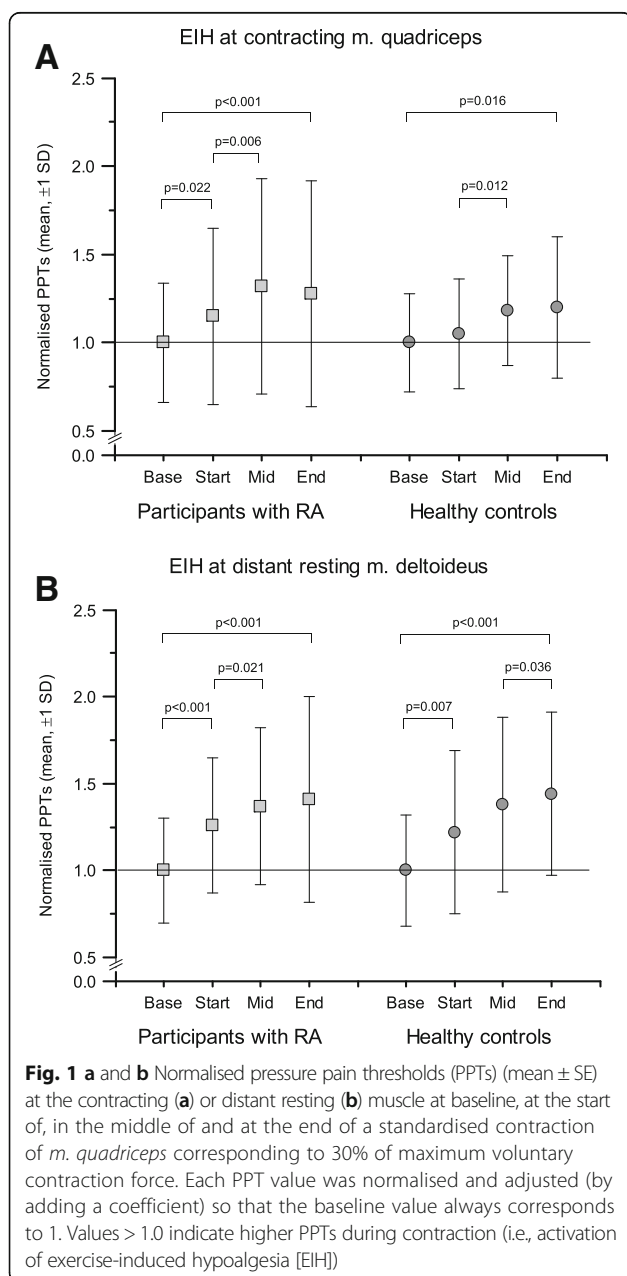 EIH at contracting m. quadriceps
A
Normalised PPTs (mean, ±1 SD)
2.5
2.0
1.5
1.0
0.5
0.0
p<0.001
p=0.006
p=0.022
p=0.016
p=0.012
Base Start Mid End Base Start Mid End
Participants with RA Healthy controls
EIH at distant resting m. deltoideus
B
Normalised PPTs (mean, ±1 SD)
2.5
2.0
1.5
1.0
0.5
0.0
p<0.001
p=0.021
p<0.001
p<0.001
p=0.036
p=0.007
Base Start Mid End Base Start Mid End
Participants with RA Healthy controls
Fig. 1 a and b Normalised pressure pain thresholds (PPTs) (mean ± SE)
at the contracting (a) or distant resting (b) muscle at baseline, at the start
of, in the middle of and at the end of a standardised contraction
of m. quadriceps corresponding to 30% of maximum voluntary
contraction force. Each PPT value was normalised and adjusted (by
adding a coefficient) so that the baseline value always corresponds
to 1. Values > 1.0 indicate higher PPTs during contraction (i.e., activation
of exercise-induced hypoalgesia [EIH])